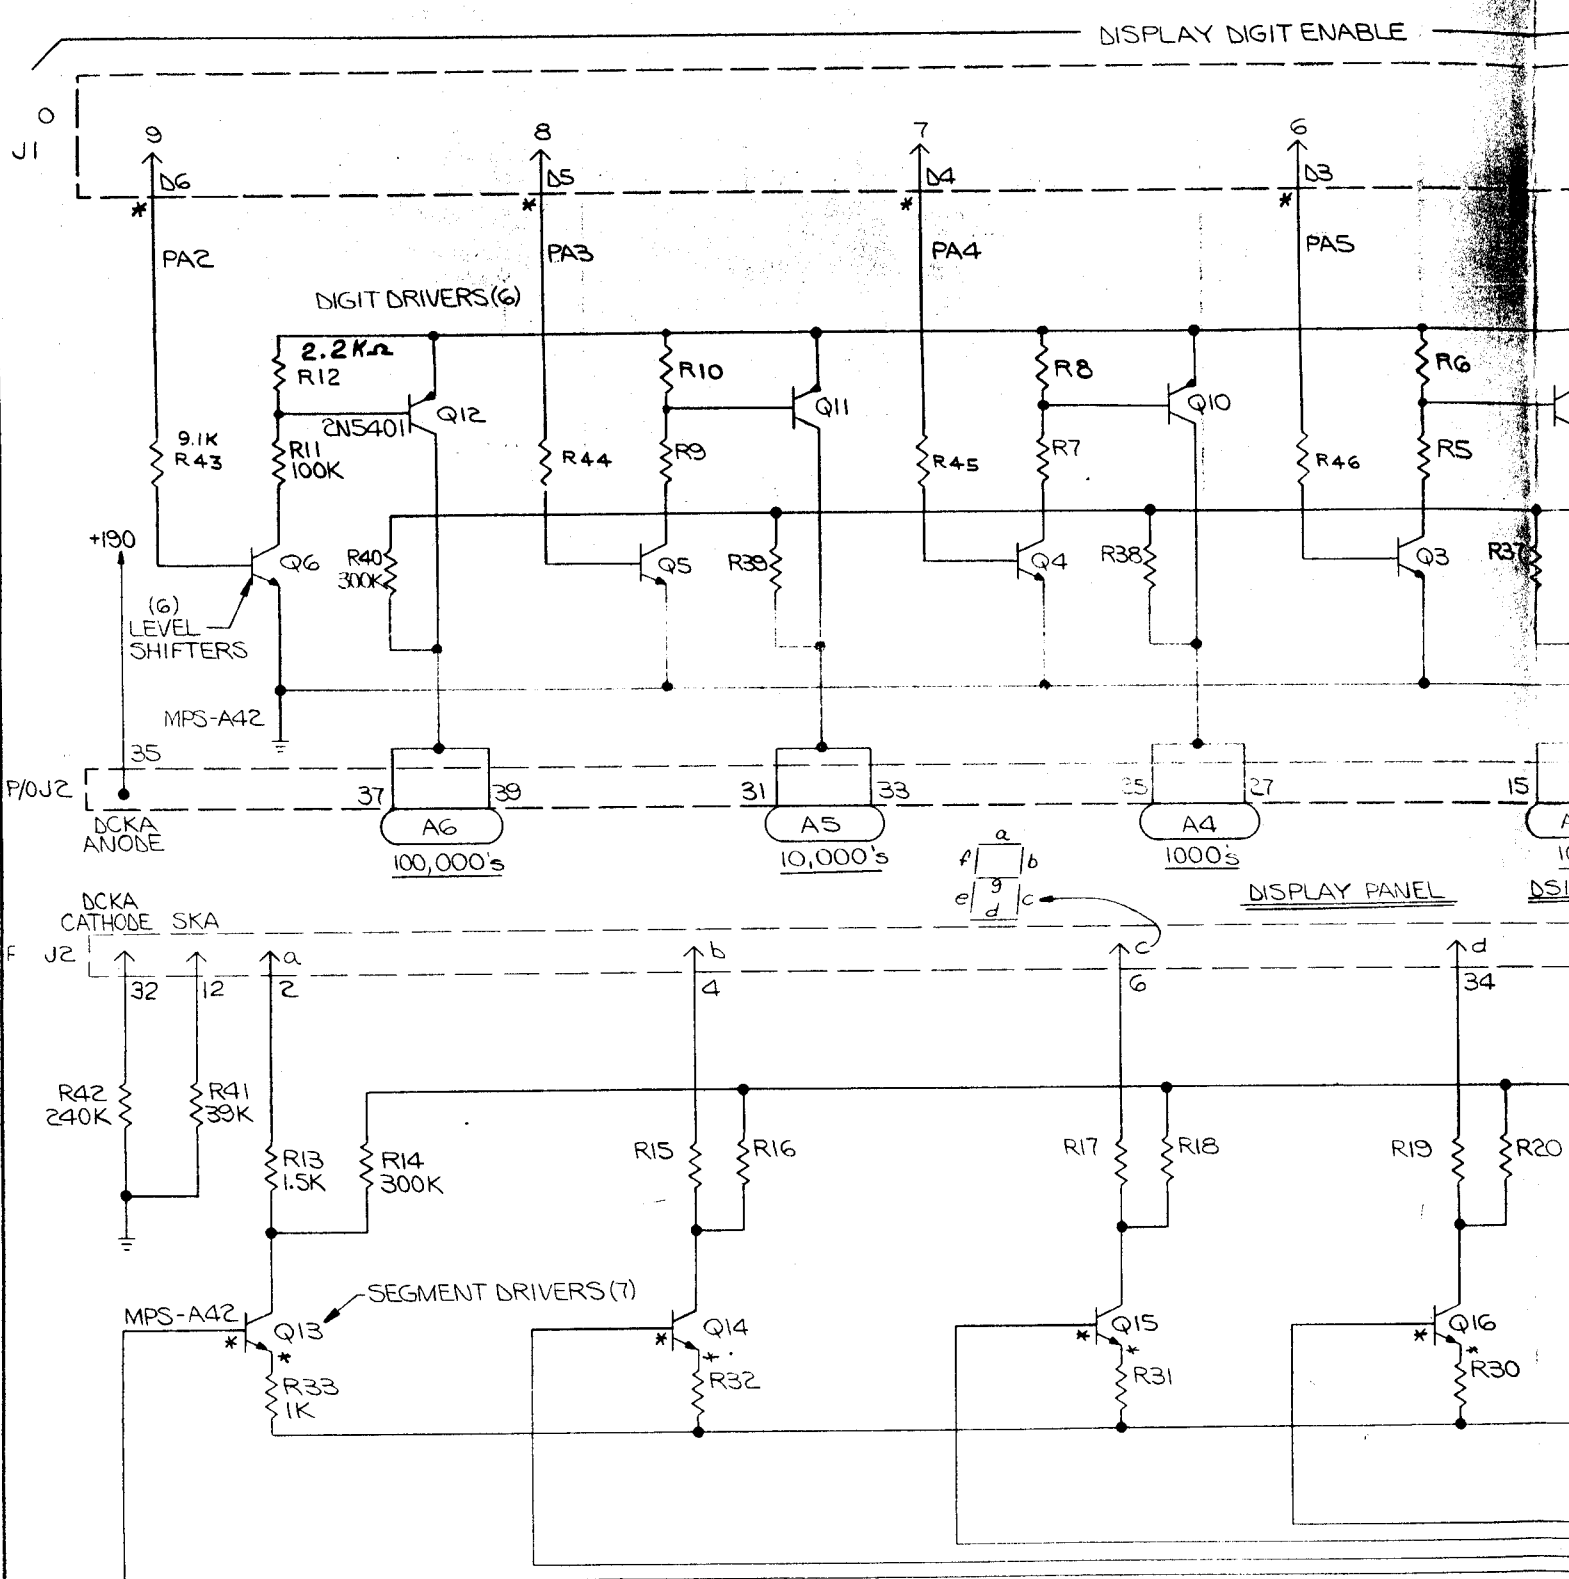 DISPLAY DIGIT ENABLE
O
J1
9
8
7
6
D6
D5
D4
D3
*
*
*
*
PA2
PA3
PA4
PA5
DIGIT DRIVERS(6)
2.2KΩ
R12
R10
R8
R6
Q12
2N5401
Q11
Q10
9.1K
R43
R11
100K
R44
R9
R45
R7
R46
R5
+190
Q6
R40
300K
Q5
R39
Q4
R38
Q3
R37
(6)
LEVEL
SHIFTERS
MPS-A42
35
P/OJ2
37
39
31
33
25
27
15
DCKA
ANODE
A6
100,000's
A5
10,000's
A4
1000's
a
f
b
g
e
c
d
DISPLAY PANEL
DCKA
CATHODE SKA
J2
a
b
c
d
32
12
2
4
6
34
R42
240K
R41
39K
R13
1.5K
R14
300K
R15
R16
R17
R18
R19
R20
SEGMENT DRIVERS(7)
MPS-A42
*
Q13
*
*
Q14
*
*
Q15
*
*
Q16
*
R33
1K
R32
R31
R30